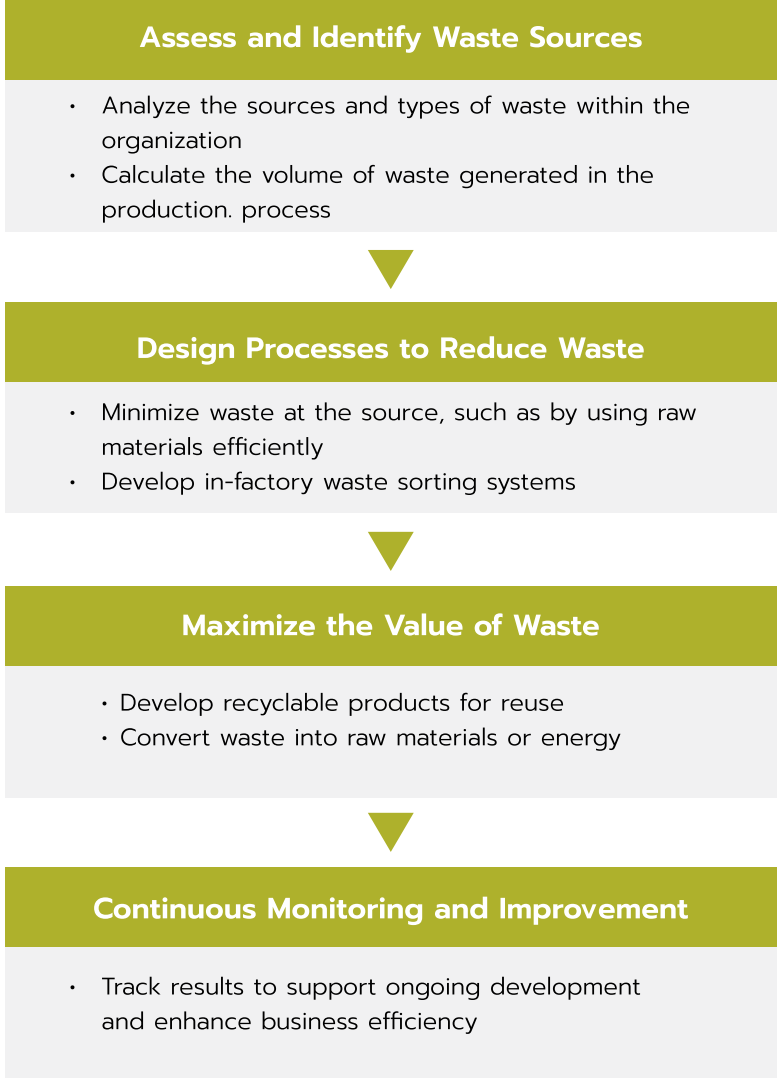 Assess and Identify Waste Sources
• Analyze the sources and types of waste within the
organization
• Calculate the volume of waste generated in the
production. process
Design Processes to Reduce Waste
• Minimize waste at the source, such as by using raw
materials efficiently
• Develop in-factory waste sorting systems
Maximize the Value of Waste
• Develop recyclable products for reuse
• Convert waste into raw materials or energy
Continuous Monitoring and Improvement
• Track results to support ongoing development
and enhance business efficiency